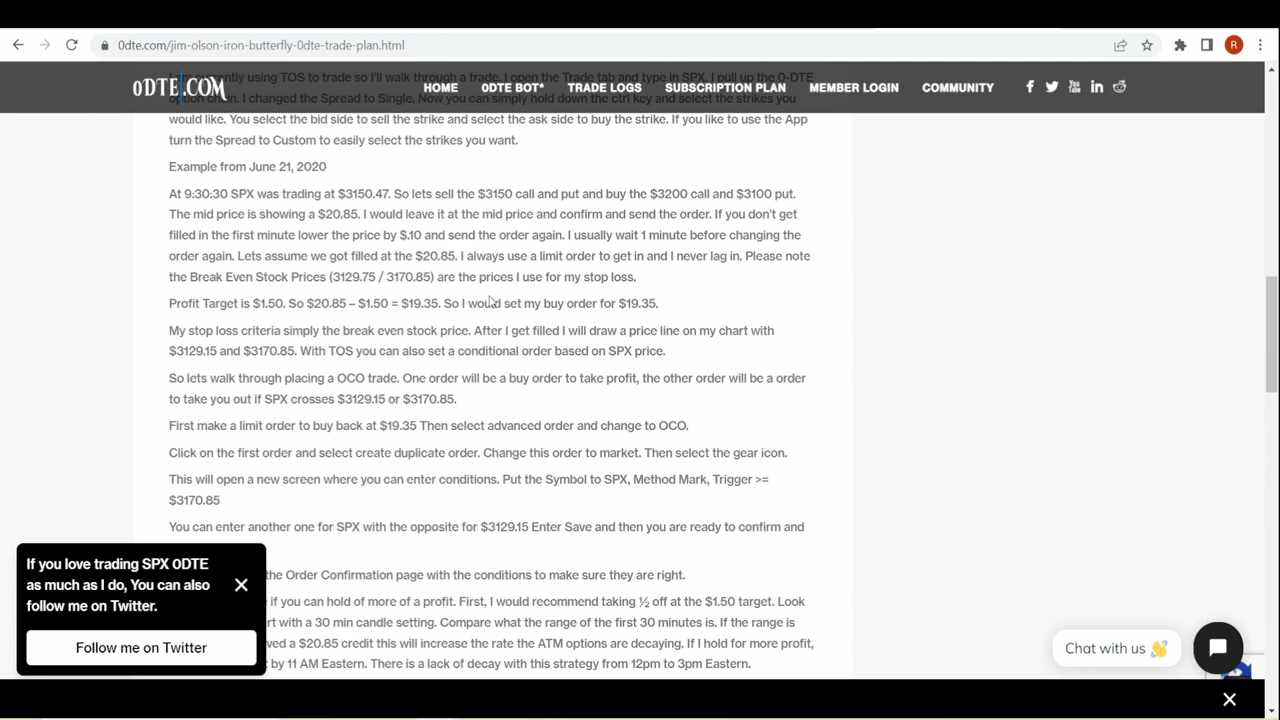 0dte.com/jim-olson-iron-butterfly-0dte-trade-plan.html
R
0DTE.COM
HOME
0DTE BOT*
TRADE LOGS
SUBSCRIPTION PLAN
MEMBER LOGIN
COMMUNITY
currently using TOS to trade so I'll walk through a trade. I open the Trade tab and type in SPX. I pull up the 0-DTE
option chain. I changed the Spread to Single. Now you can simply hold down the ctrl key and select the strikes you
would like. You select the bid side to sell the strike and select the ask side to buy the strike. If you like to use the App
turn the Spread to Custom to easily select the strikes you want.
Example from June 21, 2020
At 9:30:30 SPX was trading at $3150.47. So lets sell the $3150 call and put and buy the $3200 call and $3100 put.
The mid price is showing a $20.85. I would leave it at the mid price and confirm and send the order. If you don't get
filled in the first minute lower the price by $.10 and send the order again. I usually wait 1 minute before changing the
order again. Lets assume we got filled at the $20.85. I always use a limit order to get in and I never lag in. Please note
the Break Even Stock Prices (3129.75 / 3170.85) are the prices I use for my stop loss.
Profit Target is $1.50. So $20.85 – $1.50 = $19.35. So I would set my buy order for $19.35.
My stop loss criteria simply the break even stock price. After I get filled I will draw a price line on my chart with
$3129.15 and $3170.85. With TOS you can also set a conditional order based on SPX price.
So lets walk through placing a OCO trade. One order will be a buy order to take profit, the other order will be a order
to take you out if SPX crosses $3129.15 or $3170.85.
First make a limit order to buy back at $19.35 Then select advanced order and change to OCO.
Click on the first order and select create duplicate order. Change this order to market. Then select the gear icon.
This will open a new screen where you can enter conditions. Put the Symbol to SPX, Method Mark, Trigger >=
$3170.85
You can enter another one for SPX with the opposite for $3129.15 Enter Save and then you are ready to confirm and
the Order Confirmation page with the conditions to make sure they are right.
if you can hold of more of a profit. First, I would recommend taking ½ off at the $1.50 target. Look
rt with a 30 min candle setting. Compare what the range of the first 30 minutes is. If the range is
ved a $20.85 credit this will increase the rate the ATM options are decaying. If I hold for more profit,
t by 11 AM Eastern. There is a lack of decay with this strategy from 12pm to 3pm Eastern.
If you love trading SPX 0DTE
as much as I do, You can also
follow me on Twitter.
Follow me on Twitter
Chat with us 👋